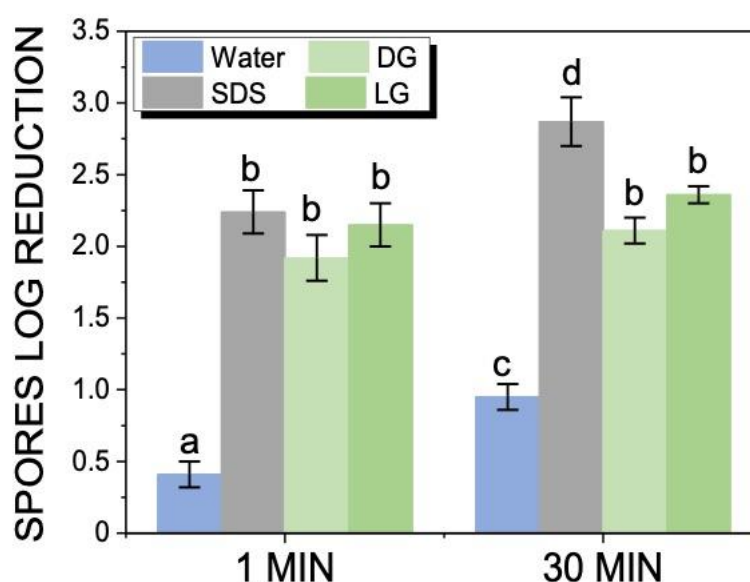 SPORES LOG REDUCTION
3.5
3.0
2.5
2.0
1.5
1.0
0.5
0
Water DG
SDS LG
a b b b
c d b b
1 MIN 30 MIN